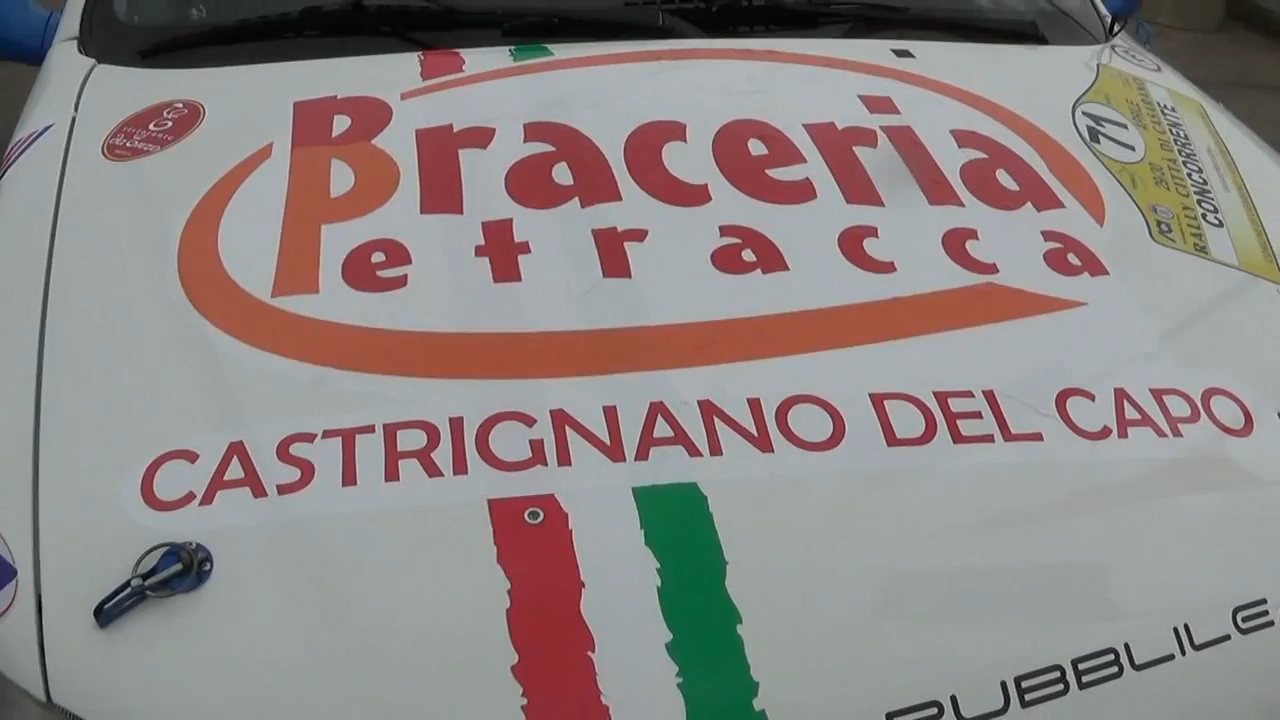 Braceria
Petracca
CASTRIGNANO DEL CAPO
71
RALLY CITTÀ DI CASARANO
CONCORRENTE
PUBBLILE